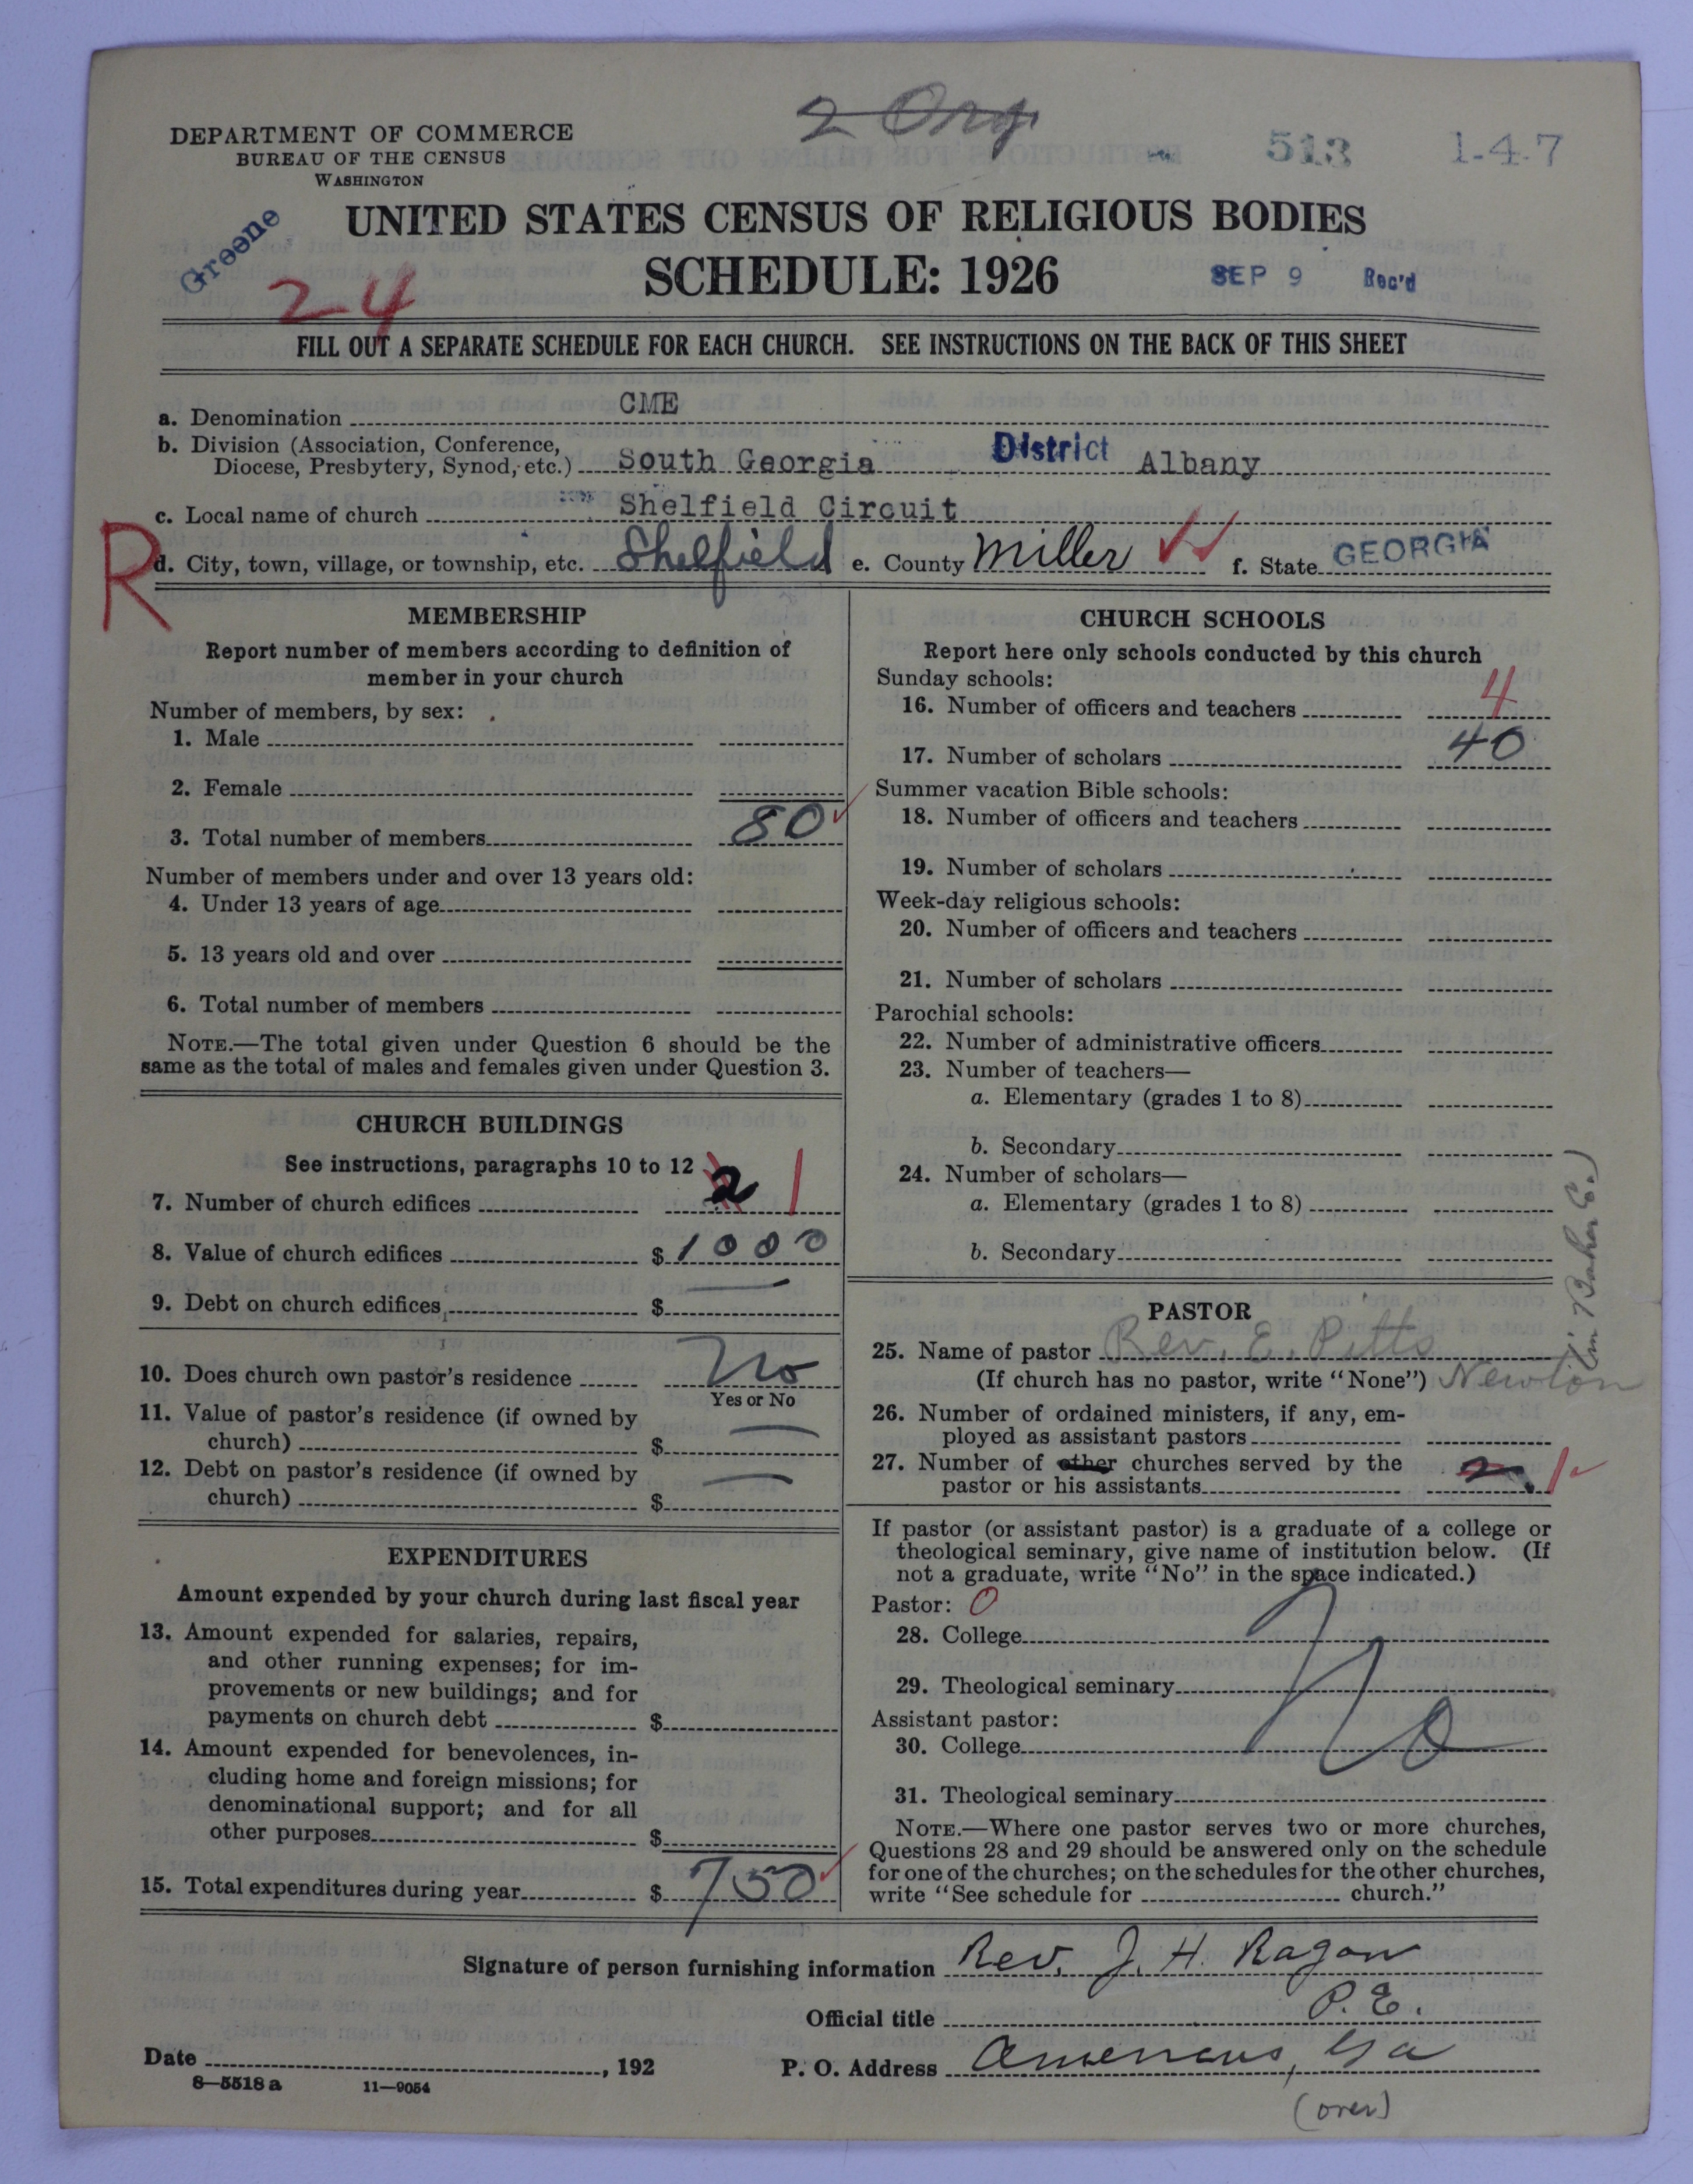 2 Org.
DEPARTMENT OF COMMERCE
BUREAU OF THE CENSUS
WASHINGTON
513 1-4-7
Greene
24
UNITED STATES CENSUS OF RELIGIOUS BODIES
SCHEDULE: 1926
SEP 9 Rec'd
FILL OUT A SEPARATE SCHEDULE FOR EACH CHURCH. SEE INSTRUCTIONS ON THE BACK OF THIS SHEET
a. Denomination CME
b. Division (Association, Conference,
Diocese, Presbytery, Synod, etc.) South Georgia District Albany
c. Local name of church Shelfield Circuit
R
d. City, town, village, or township, etc. Shelfield e. County Miller f. State GEORGIA
MEMBERSHIP
Report number of members according to definition of
member in your church
Number of members, by sex:
1. Male
2. Female
3. Total number of members 80
Number of members under and over 13 years old:
4. Under 13 years of age
5. 13 years old and over
6. Total number of members
NOTE.—The total given under Question 6 should be the
same as the total of males and females given under Question 3.
CHURCH BUILDINGS
See instructions, paragraphs 10 to 12
7. Number of church edifices 2 1
8. Value of church edifices $ 1000
9. Debt on church edifices $ —
10. Does church own pastor's residence No
Yes or No
11. Value of pastor's residence (if owned by
church) $ —
12. Debt on pastor's residence (if owned by
church) $ —
EXPENDITURES
Amount expended by your church during last fiscal year
13. Amount expended for salaries, repairs,
and other running expenses; for im-
provements or new buildings; and for
payments on church debt $
14. Amount expended for benevolences, in-
cluding home and foreign missions; for
denominational support; and for all
other purposes $
15. Total expenditures during year $ 750
CHURCH SCHOOLS
Report here only schools conducted by this church
Sunday schools:
16. Number of officers and teachers 4
17. Number of scholars 40
Summer vacation Bible schools:
18. Number of officers and teachers
19. Number of scholars
Week-day religious schools:
20. Number of officers and teachers
21. Number of scholars
Parochial schools:
22. Number of administrative officers
23. Number of teachers—
a. Elementary (grades 1 to 8)
b. Secondary
24. Number of scholars—
a. Elementary (grades 1 to 8)
b. Secondary
PASTOR
25. Name of pastor Rev. E. Pitts
(If church has no pastor, write "None") Newton
(in Baker C.)
26. Number of ordained ministers, if any, em-
ployed as assistant pastors
27. Number of other churches served by the
pastor or his assistants 2 1
If pastor (or assistant pastor) is a graduate of a college or
theological seminary, give name of institution below. (If
not a graduate, write "No" in the space indicated.)
Pastor: 0
28. College
29. Theological seminary
No
Assistant pastor:
30. College
31. Theological seminary
NOTE.—Where one pastor serves two or more churches,
Questions 28 and 29 should be answered only on the schedule
for one of the churches; on the schedules for the other churches,
write "See schedule for church."
Signature of person furnishing information Rev. J. H. Ragan
Official title P. E.
Date , 192 P. O. Address Americus, Ga
8—5518 a 11—9054
(over)